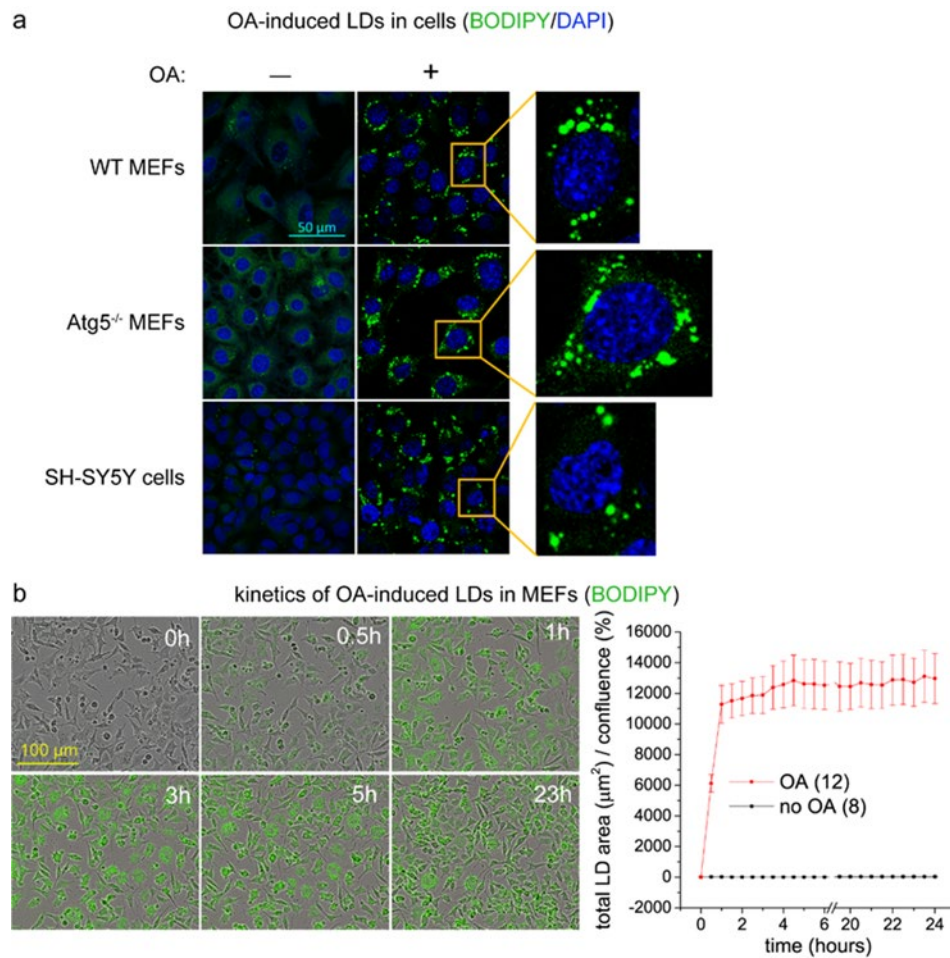 a
OA-induced LDs in cells (BODIPY/DAPI)
OA: — +
WT MEFs
50 µm
Atg5-/- MEFs
SH-SY5Y cells
b
kinetics of OA-induced LDs in MEFs (BODIPY)
0h
0.5h
1h
100 µm
3h
5h
23h
total LD area (µm²) / confluence (%)
16000
14000
12000
10000
8000
6000
4000
2000
0
-2000
OA (12)
no OA (8)
0 2 4 6 20 22 24
time (hours)